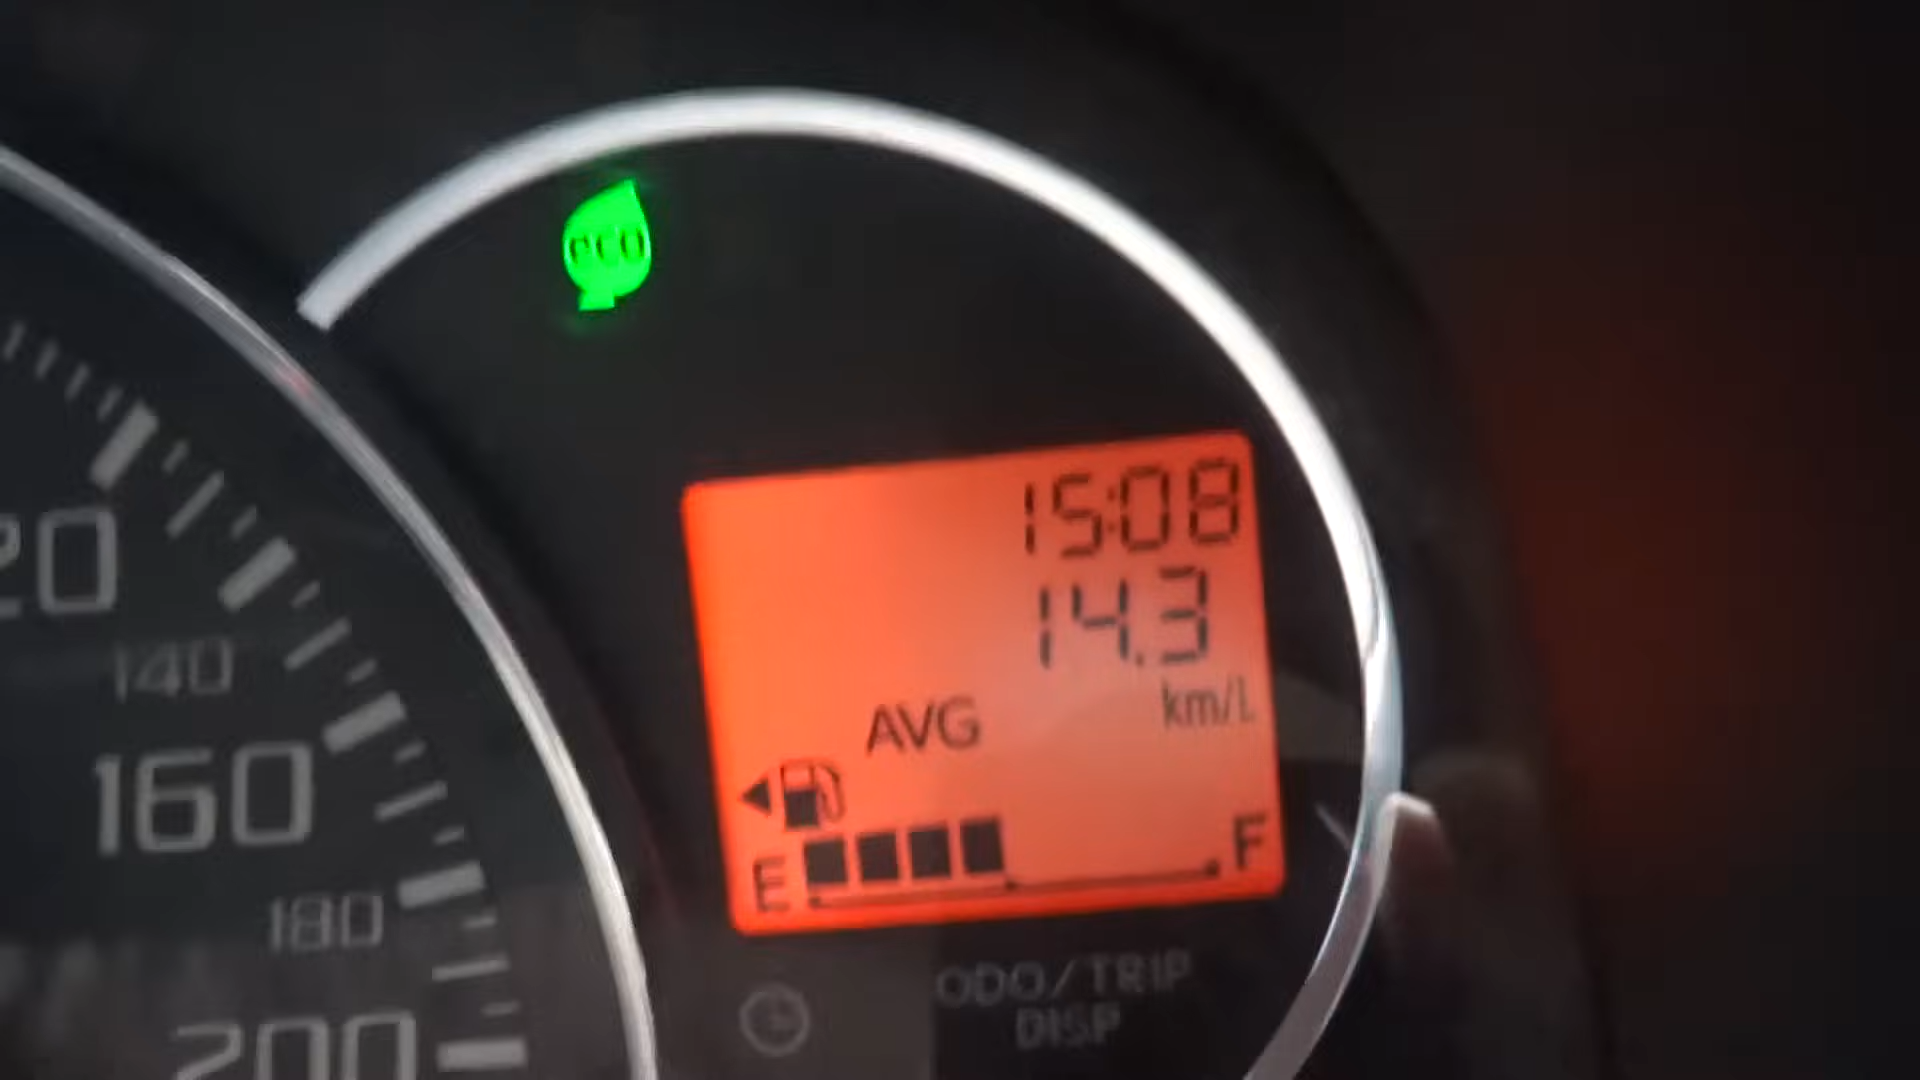 eco
15:08
14.3
km/L
AVG
E
F
20
140
160
180
200
ODO/TRIP
DISP